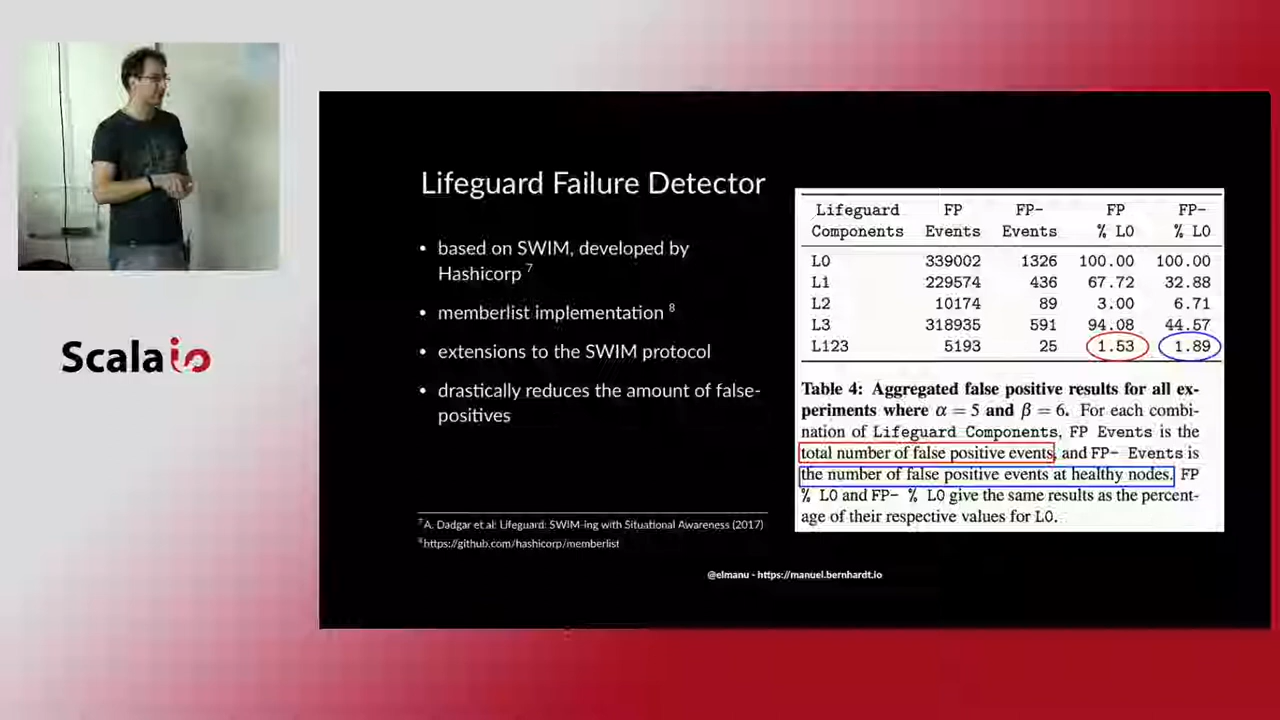 Scala io
Lifeguard Failure Detector
• based on SWIM, developed by
Hashicorp 7
• memberlist implementation 8
• extensions to the SWIM protocol
• drastically reduces the amount of false-
positives
7 A. Dadgar et al: Lifeguard: SWIM-ing with Situational Awareness (2017)
8 https://github.com/hashicorp/memberlist
Lifeguard FP FP- FP FP-
Components Events Events % L0 % L0
L0 339002 1326 100.00 100.00
L1 229574 436 67.72 32.88
L2 10174 89 3.00 6.71
L3 318935 591 94.08 44.57
L123 5193 25 1.53 1.89
Table 4: Aggregated false positive results for all ex-
periments where α = 5 and β = 6. For each combi-
nation of Lifeguard Components, FP Events is the
total number of false positive events, and FP- Events is
the number of false positive events at healthy nodes. FP
% L0 and FP- % L0 give the same results as the percent-
age of their respective values for L0.
@elmanu - https://manuel.bernhardt.io